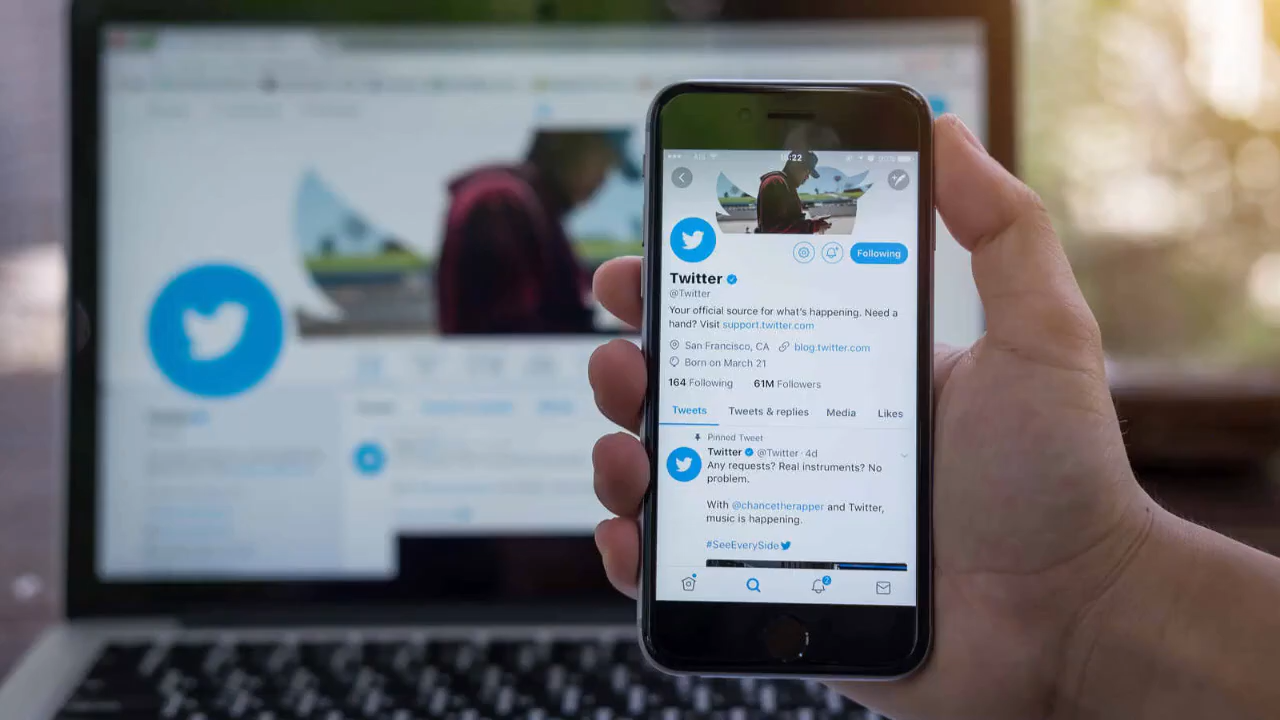 Following
Twitter
@Twitter
Your official source for what's happening. Need a
hand? Visit support.twitter.com
San Francisco, CA blog.twitter.com
Born on March 21
164 Following 61M Followers
Tweets Tweets & replies Media Likes
Pinned Tweet
Twitter @Twitter · 4d
Any requests? Real instruments? No
problem.
With @chancetherapper and Twitter,
music is happening.
#SeeEverySide
2